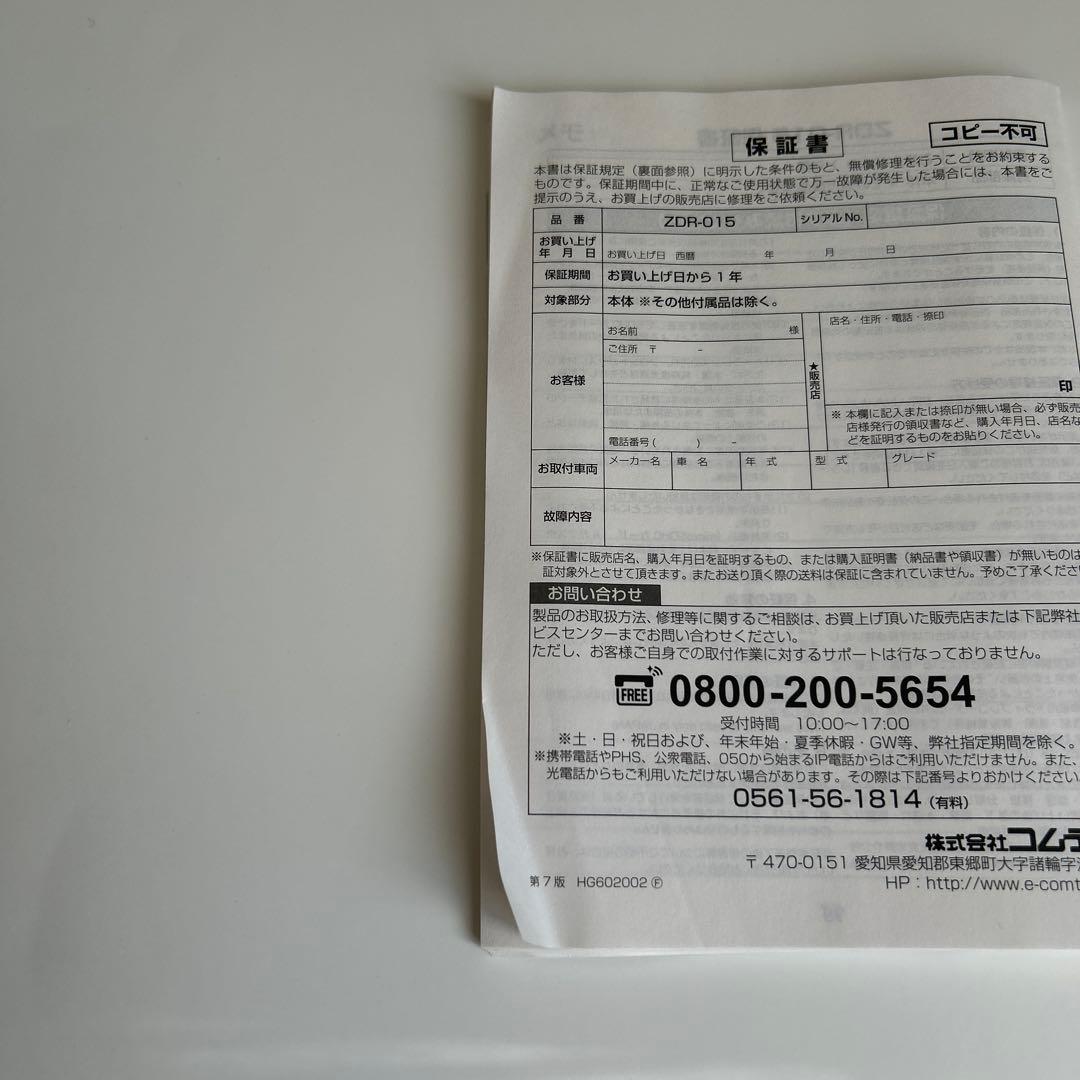 コピー不可
保証書
本書は保証規定（裏面参照）に明示した条件のもと、無償修理を行うことをお約束する
ものです。保証期間中に、正常なご使用状態で万一故障が発生した場合には、本書をご
提示のうえ、お買上げの販売店に修理をご依頼ください。
品 番 ZDR-015 シリアルNo.
お買い上げ
年 月 日 お買い上げ日 西暦 年 月 日
保証期間 お買い上げ日から1年
対象部分 本体 ※その他付属品は除く。
お客様
お名前 様
ご住所 〒 －
電話番号( ) －
★販売店
店名・住所・電話・捺印
印
※ 本欄に記入または捺印が無い場合、必ず販売
店様発行の領収書など、購入年月日、店名な
どを証明するものをお貼りください。
お取付車両 メーカー名 車 名 年 式 型 式 グレード
故障内容
※保証書に販売店名、購入年月日を証明するもの、または購入証明書（納品書や領収書）が無いものは
証対象外とさせて頂きます。またお送り頂く際の送料は保証に含まれていません。予めご了承くださ
お問い合わせ
製品のお取扱方法、修理等に関するご相談は、お買上げ頂いた販売店または下記弊社
ビスセンターまでお問い合わせください。
ただし、お客様ご自身での取付作業に対するサポートは行なっておりません。
FREE 0800-200-5654
受付時間 10:00〜17:00
※土・日・祝日および、年末年始・夏季休暇・GW等、弊社指定期間を除く。
※携帯電話やPHS、公衆電話、050から始まるIP電話からはご利用いただけません。また、
光電話からもご利用いただけない場合があります。その際は下記番号よりおかけください
0561-56-1814（有料）
株式会社コムテ
〒470-0151 愛知県愛知郡東郷町大字諸輪字
第7版 HG602002 Ⓕ
HP：http://www.e-comt